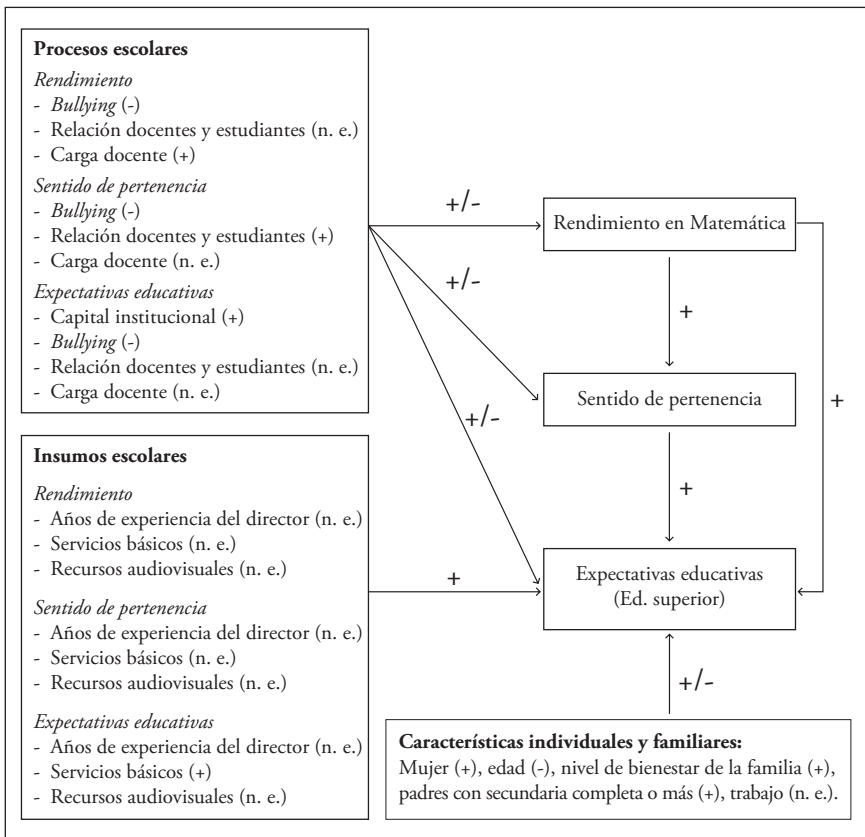 Procesos escolares
Rendimiento
- Bullying (-)
- Relación docentes y estudiantes (n. e.)
- Carga docente (+)
Sentido de pertenencia
- Bullying (-)
- Relación docentes y estudiantes (+)
- Carga docente (n. e.)
Expectativas educativas
- Capital institucional (+)
- Bullying (-)
- Relación docentes y estudiantes (n. e.)
- Carga docente (n. e.)
Insumos escolares
Rendimiento
- Años de experiencia del director (n. e.)
- Servicios básicos (n. e.)
- Recursos audiovisuales (n. e.)
Sentido de pertenencia
- Años de experiencia del director (n. e.)
- Servicios básicos (n. e.)
- Recursos audiovisuales (n. e.)
Expectativas educativas
- Años de experiencia del director (n. e.)
- Servicios básicos (+)
- Recursos audiovisuales (n. e.)
+/-
+/-
+/-
+
Rendimiento en Matemática
+
Sentido de pertenencia
+
+
Expectativas educativas
(Ed. superior)
+/-
Características individuales y familiares:
Mujer (+), edad (-), nivel de bienestar de la familia (+),
padres con secundaria completa o más (+), trabajo (n. e.).